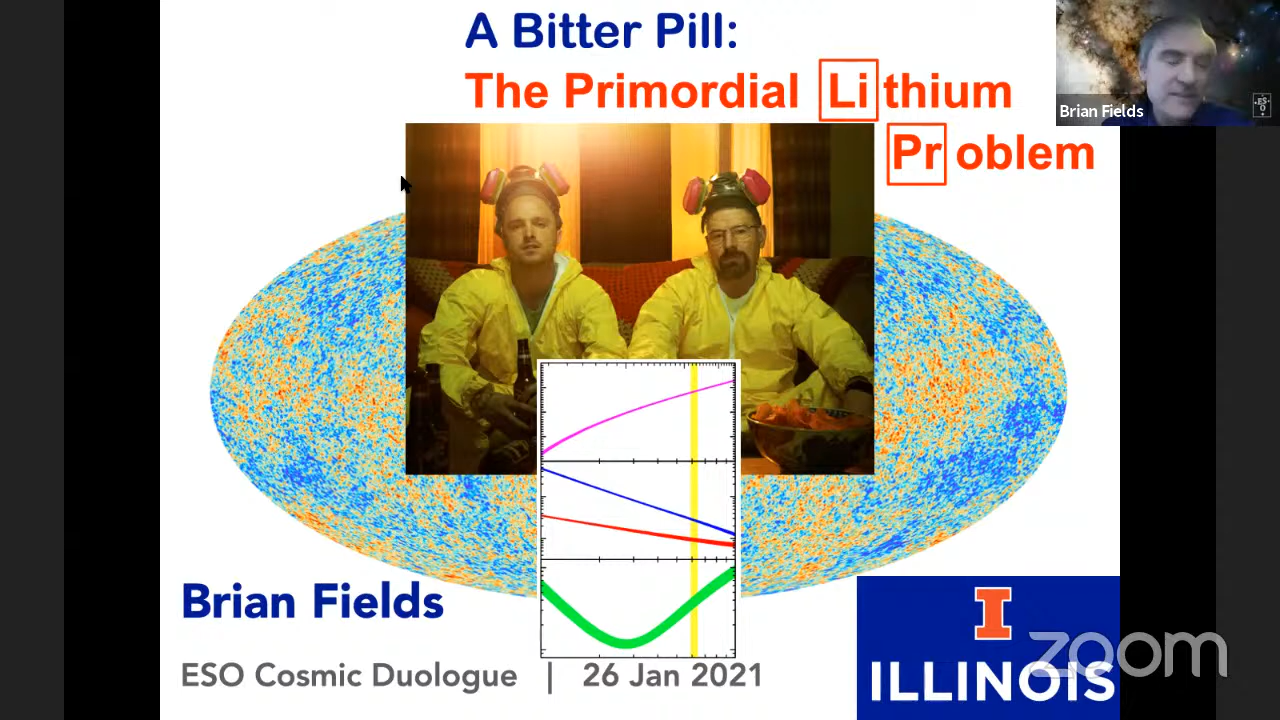 A Bitter Pill:
The Primordial Lithium
Problem
Brian Fields
Brian Fields
ESO Cosmic Duologue | 26 Jan 2021
I
ILLINOIS
zoom